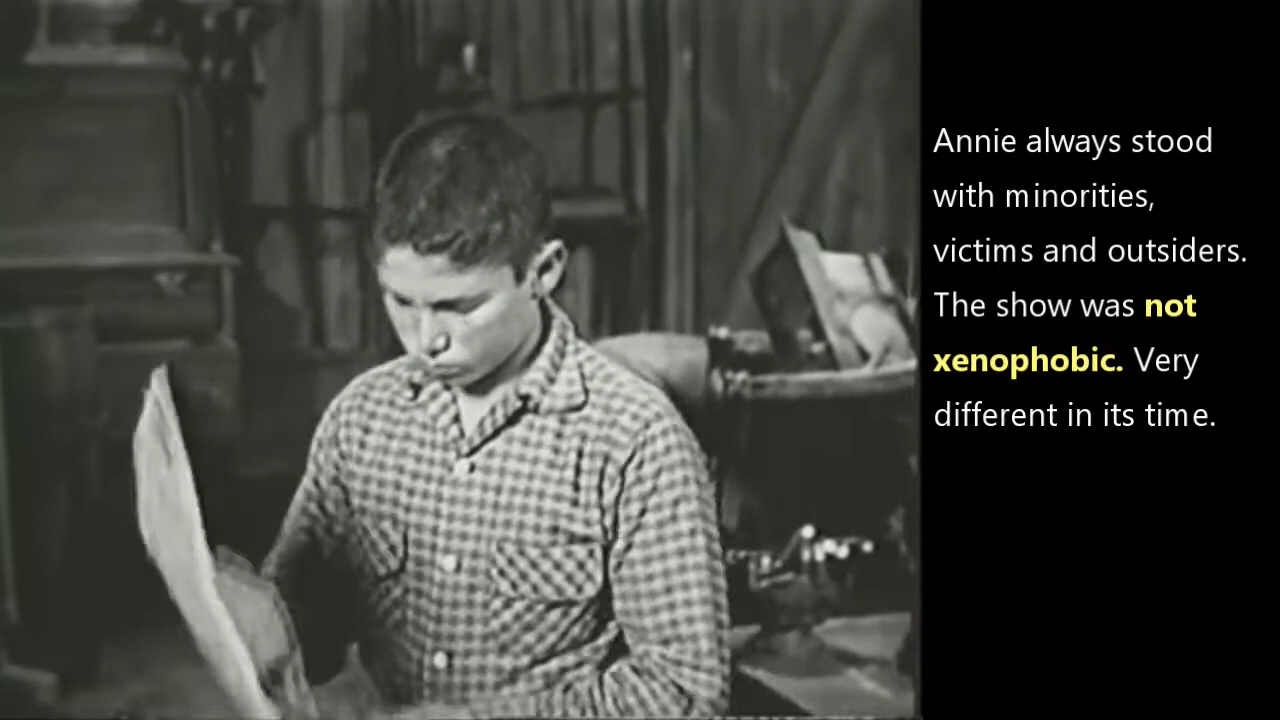 Annie always stood
with minorities,
victims and outsiders.
The show was not
xenophobic. Very
different in its time.